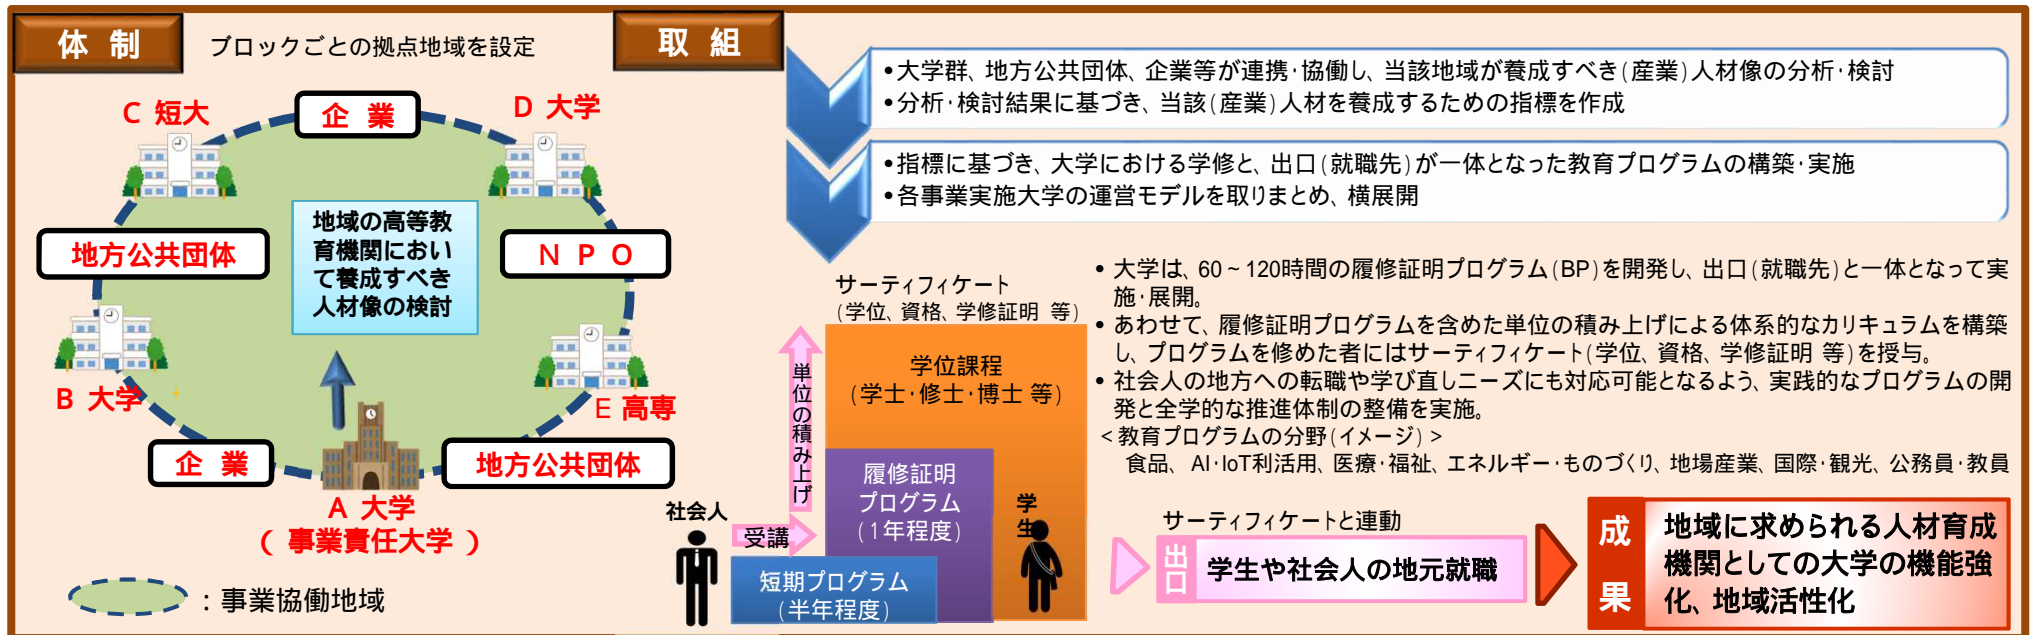 体 制
ブロックごとの拠点地域を設定
C 短大
企 業
D 大学
地方公共団体
地域の高等教
育機関におい
て養成すべき
人材像の検討
N P O
B 大学
E 高専
企 業
地方公共団体
A 大学
( 事業責任大学 )
:事業協働地域
取 組
•大学群、地方公共団体、企業等が連携・協働し、当該地域が養成すべき(産業)人材像の分析・検討
•分析・検討結果に基づき、当該(産業)人材を養成するための指標を作成
•指標に基づき、大学における学修と、出口(就職先)が一体となった教育プログラムの構築・実施
•各事業実施大学の運営モデルを取りまとめ、横展開
サーティフィケート
(学位、資格、学修証明 等)
単位の積み上げ
学位課程
(学士・修士・博士 等)
履修証明
プログラム
(1年程度)
学生
社会人
受講
短期プログラム
(半年程度)
• 大学は、60~120時間の履修証明プログラム(BP)を開発し、出口(就職先)と一体となって実
施・展開。
• あわせて、履修証明プログラムを含めた単位の積み上げによる体系的なカリキュラムを構築
し、プログラムを修めた者にはサーティフィケート(学位、資格、学修証明 等)を授与。
• 社会人の地方への転職や学び直しニーズにも対応可能となるよう、実践的なプログラムの開
発と全学的な推進体制の整備を実施。
<教育プログラムの分野(イメージ)>
食品、AI・IoT利活用、医療・福祉、エネルギー・ものづくり、地場産業、国際・観光、公務員・教員
サーティフィケートと連動
出口
学生や社会人の地元就職
成果
地域に求められる人材育成
機関としての大学の機能強
化、地域活性化